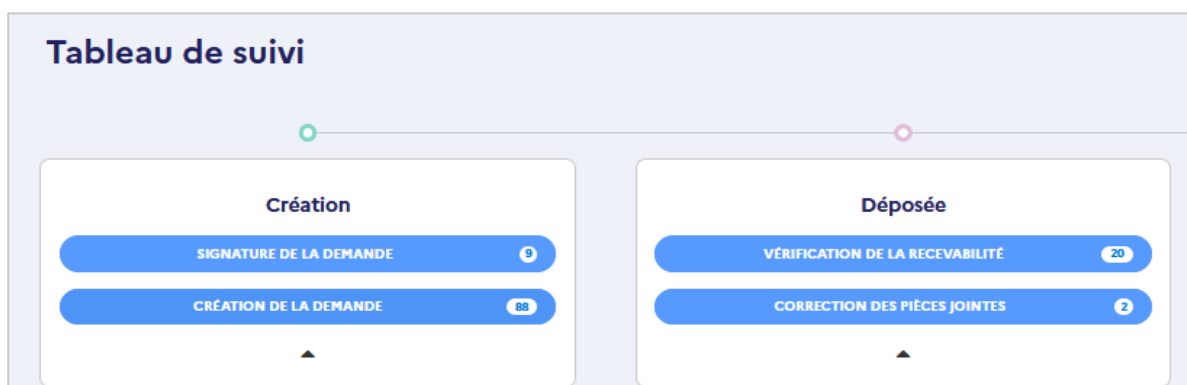 Tableau de suivi
Création
SIGNATURE DE LA DEMANDE 9
CRÉATION DE LA DEMANDE 88
Déposée
VÉRIFICATION DE LA RECEVABILITÉ 20
CORRECTION DES PIÈCES JOINTES 2